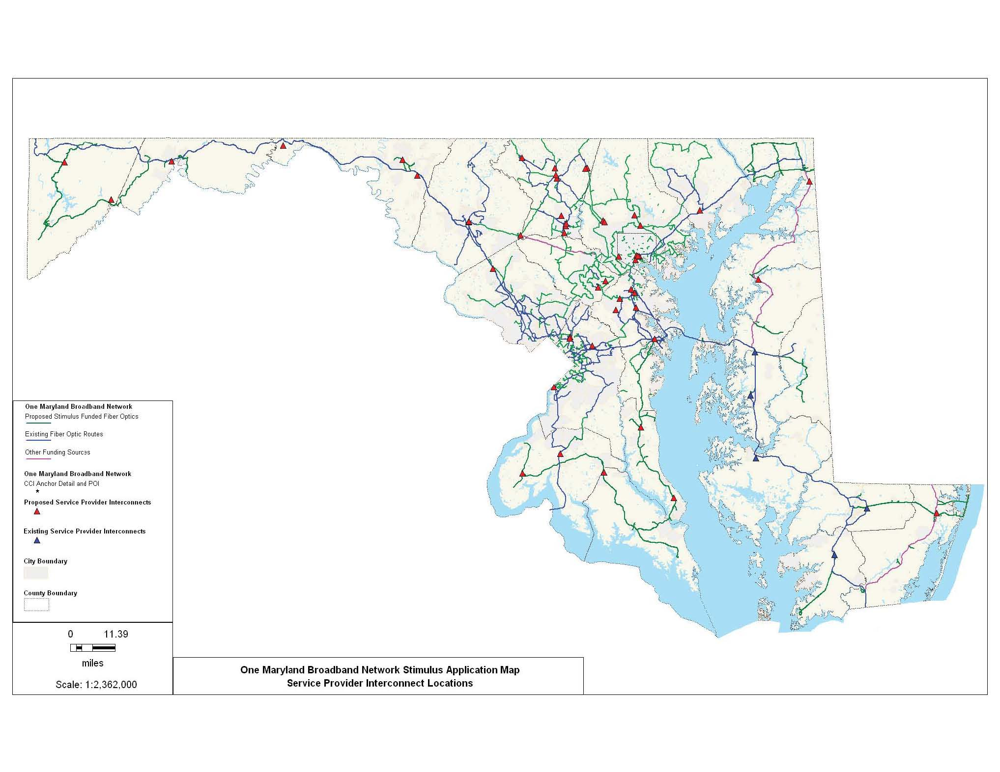 One Maryland Broadband Network
Proposed Stimulus Funded Fiber Optics
Existing Fiber Optic Routes
Other Funding Sources
One Maryland Broadband Network
CCI Anchor Detail and POI
Proposed Service Provider Interconnects
Existing Service Provider Interconnects
City Boundary
County Boundary
0 11.39
miles
Scale: 1:2,362,000
One Maryland Broadband Network Stimulus Application Map
Service Provider Interconnect Locations